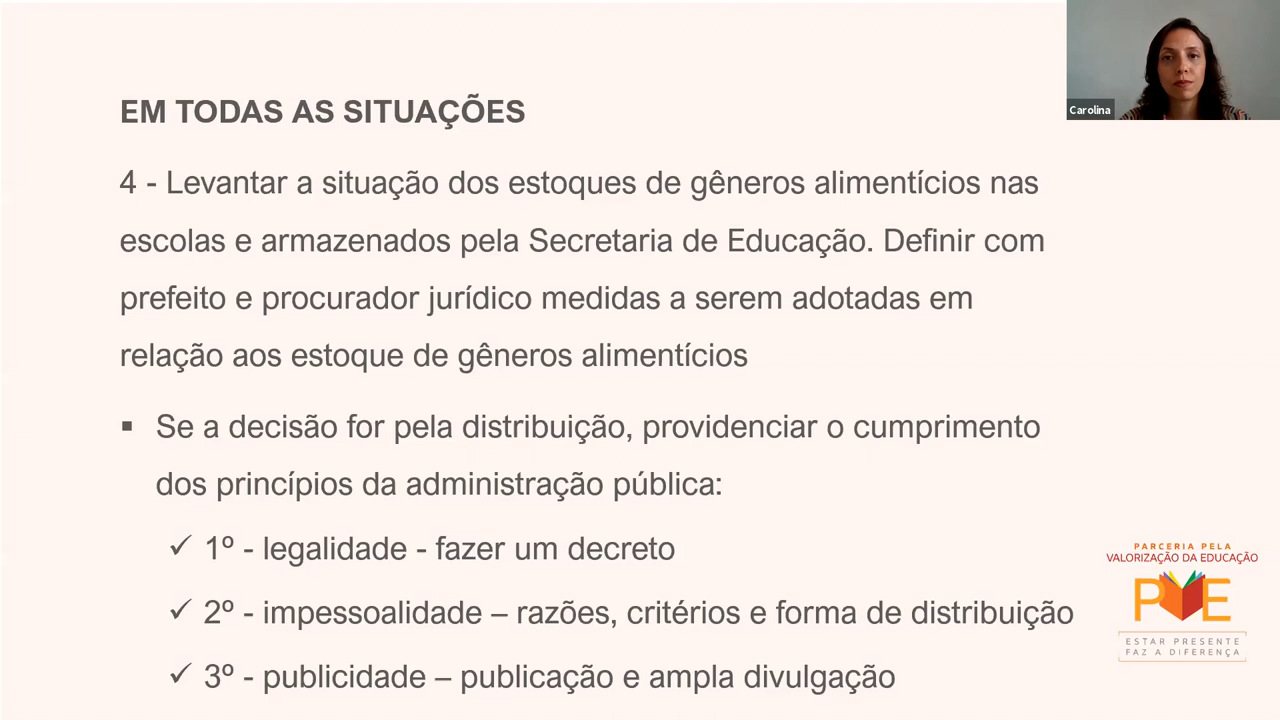 EM TODAS AS SITUAÇÕES
4 - Levantar a situação dos estoques de gêneros alimentícios nas
escolas e armazenados pela Secretaria de Educação. Definir com
prefeito e procurador jurídico medidas a serem adotadas em
relação aos estoque de gêneros alimentícios
▪ Se a decisão for pela distribuição, providenciar o cumprimento
dos princípios da administração pública:
✓ 1º - legalidade - fazer um decreto
✓ 2º - impessoalidade – razões, critérios e forma de distribuição
✓ 3º - publicidade – publicação e ampla divulgação
Carolina
PARCERIA PELA
VALORIZAÇÃO DA EDUCAÇÃO
PVE
ESTAR PRESENTE
FAZ A DIFERENÇA